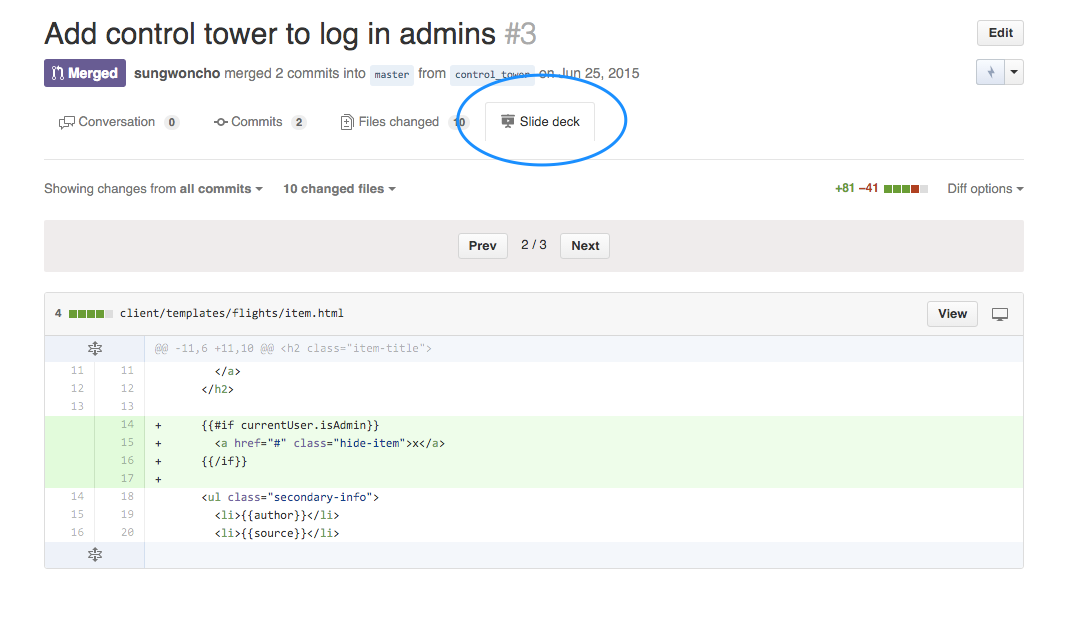 Add control tower to log in admins #3
Edit
Merged sungwoncho merged 2 commits into master from control_tower on Jun 25, 2015
Conversation 0 Commits 2 Files changed 10 Slide deck
Showing changes from all commits 10 changed files +81 −41 Diff options
Prev 2 / 3 Next
4 client/templates/flights/item.html View
@@ -11,6 +11,10 @@ <h2 class="item-title">
11 11 </a>
12 12 </h2>
13 13
14 + {{#if currentUser.isAdmin}}
15 + <a href="#" class="hide-item">x</a>
16 + {{/if}}
17 +
14 18 <ul class="secondary-info">
15 19 <li>{{author}}</li>
16 20 <li>{{source}}</li>